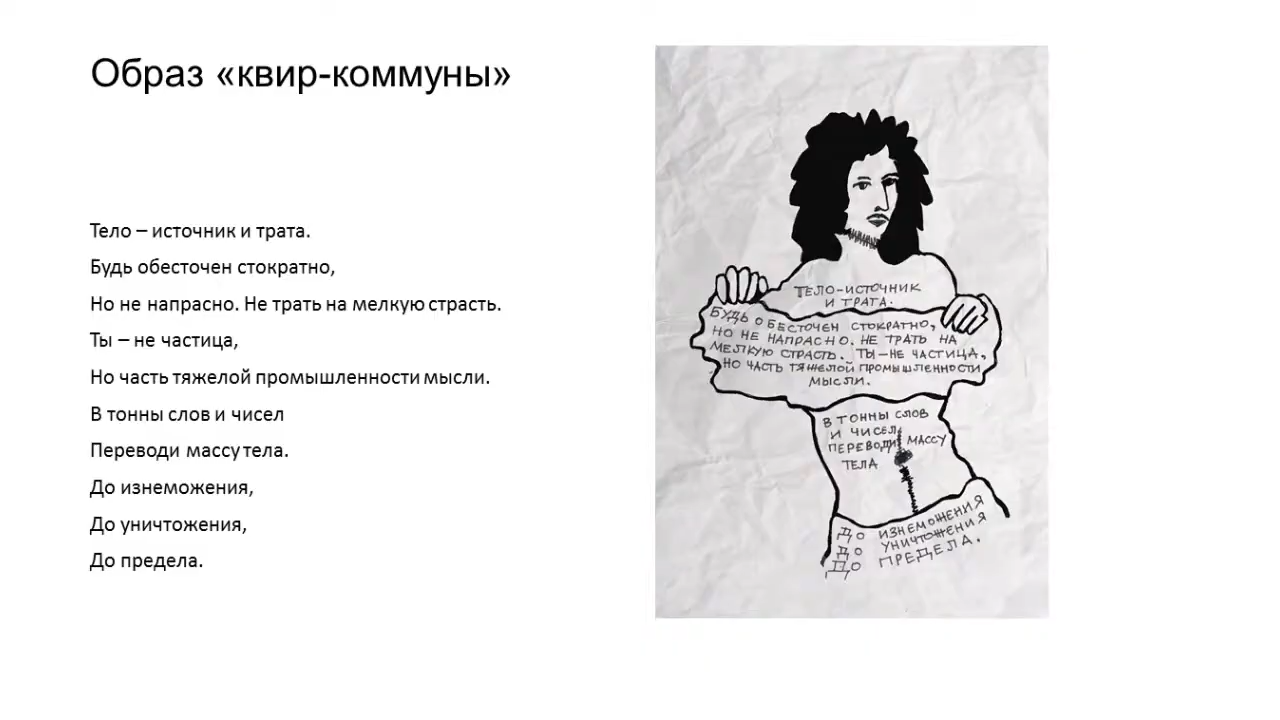 Образ «квир-коммуны»
Тело – источник и трата.
Будь обесточен стократно,
Но не напрасно. Не трать на мелкую страсть.
Ты – не частица,
Но часть тяжелой промышленности мысли.
В тонны слов и чисел
Переводи массу тела.
До изнеможения,
До уничтожения,
До предела.
ТЕЛО-ИСТОЧНИК
И ТРАТА.
БУДЬ ОБЕСТОЧЕН СТОКРАТНО,
НО НЕ НАПРАСНО. НЕ ТРАТЬ НА
МЕЛКУЮ СТРАСТЬ. ТЫ-НЕ ЧАСТИЦА,
НО ЧАСТЬ ТЯЖЕЛОЙ ПРОМЫШЛЕННОСТИ
МЫСЛИ.
В ТОННЫ СЛОВ
И ЧИСЕЛ
ПЕРЕВОДИ МАССУ
ТЕЛА
ДО ИЗНЕМОЖЕНИЯ
ДО УНИЧТОЖЕНИЯ
ДО ПРЕДЕЛА.